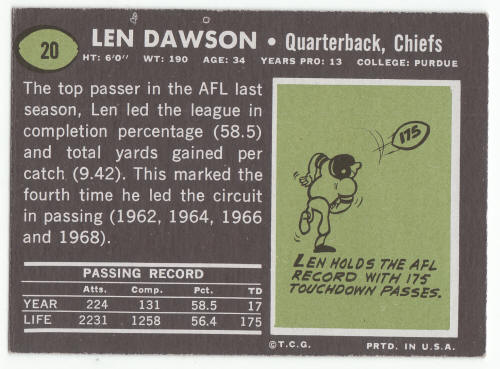 20
LEN DAWSON • Quarterback, Chiefs
HT: 6'0" WT: 190 AGE: 34 YEARS PRO: 13 COLLEGE: PURDUE
The top passer in the AFL last
season, Len led the league in
completion percentage (58.5)
and total yards gained per
catch (9.42). This marked the
fourth time he led the circuit
in passing (1962, 1964, 1966
and 1968).
175
LEN HOLDS THE AFL
RECORD WITH 175
TOUCHDOWN PASSES.
PASSING RECORD
Atts. Comp. Pct. TD
YEAR 224 131 58.5 17
LIFE 2231 1258 56.4 175
©T.C.G. PRTD. IN U.S.A.